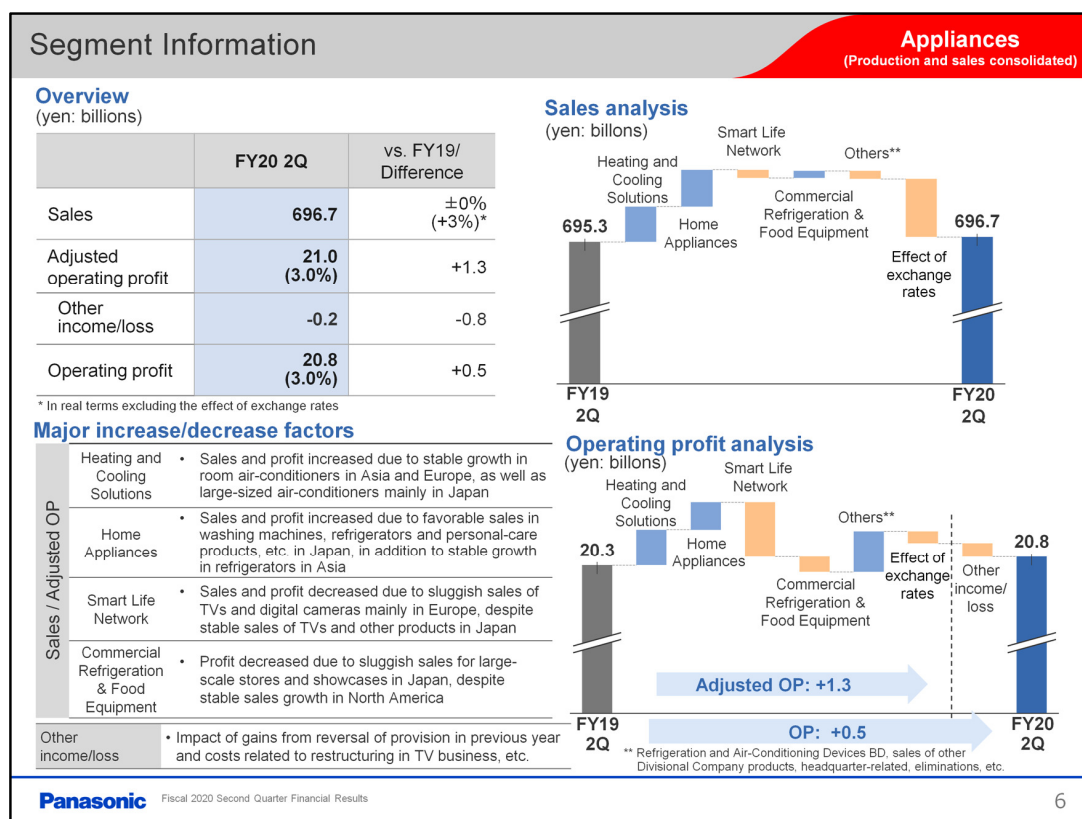 Segment Information
Appliances
(Production and sales consolidated)
Overview
(yen: billions)
FY20 2Q
vs. FY19/
Difference
Sales
696.7
±0%
(+3%)*
Adjusted
operating profit
21.0
(3.0%)
+1.3
Other
income/loss
-0.2
-0.8
Operating profit
20.8
(3.0%)
+0.5
* In real terms excluding the effect of exchange rates
Sales analysis
(yen: billons)
Heating and
Cooling
Solutions
Home
Appliances
Smart Life
Network
Commercial
Refrigeration &
Food Equipment
Others**
Effect of
exchange
rates
695.3
696.7
FY19
2Q
FY20
2Q
Major increase/decrease factors
Sales / Adjusted OP
Heating and
Cooling
Solutions
• Sales and profit increased due to stable growth in
room air-conditioners in Asia and Europe, as well as
large-sized air-conditioners mainly in Japan
Home
Appliances
• Sales and profit increased due to favorable sales in
washing machines, refrigerators and personal-care
products, etc. in Japan, in addition to stable growth
in refrigerators in Asia
Smart Life
Network
• Sales and profit decreased due to sluggish sales of
TVs and digital cameras mainly in Europe, despite
stable sales of TVs and other products in Japan
Commercial
Refrigeration
& Food
Equipment
• Profit decreased due to sluggish sales for large-
scale stores and showcases in Japan, despite
stable sales growth in North America
Other
income/loss
• Impact of gains from reversal of provision in previous year
and costs related to restructuring in TV business, etc.
Operating profit analysis
(yen: billons)
Heating and
Cooling
Solutions
Home
Appliances
Smart Life
Network
Commercial
Refrigeration &
Food Equipment
Others**
Effect of
exchange
rates
Other
income/
loss
20.3
20.8
Adjusted OP: +1.3
OP: +0.5
FY19
2Q
FY20
2Q
** Refrigeration and Air-Conditioning Devices BD, sales of other
Divisional Company products, headquarter-related, eliminations, etc.
Panasonic
Fiscal 2020 Second Quarter Financial Results
6